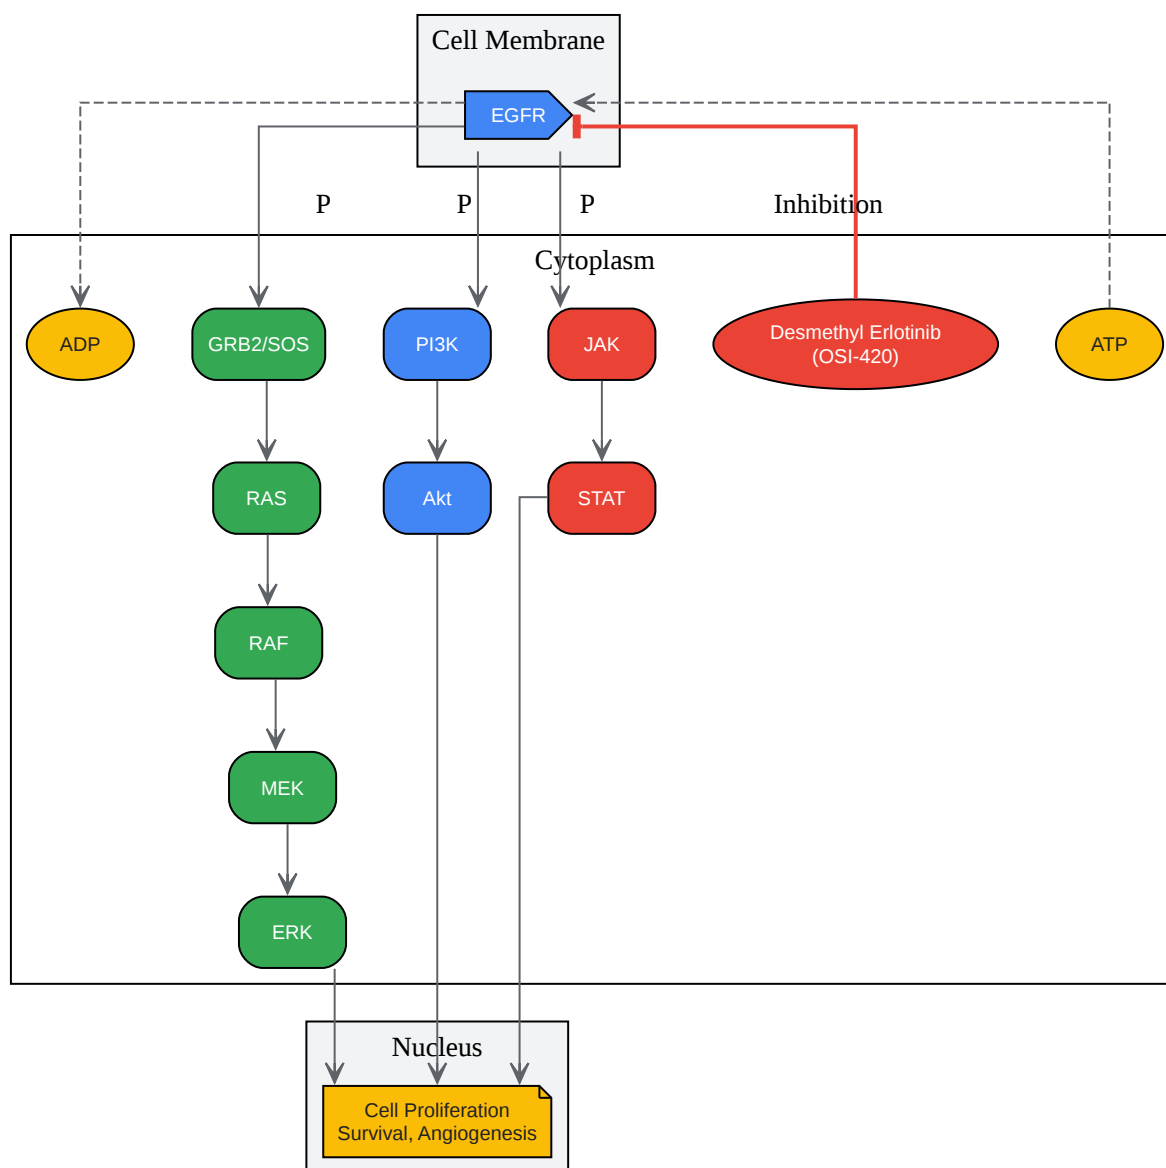 Cell Membrane
EGFR
P
P
P
Inhibition
Cytoplasm
ADP
GRB2/SOS
PI3K
JAK
Desmethyl Erlotinib
(OSI-420)
ATP
RAS
Akt
STAT
RAF
MEK
ERK
Nucleus
Cell Proliferation
Survival, Angiogenesis